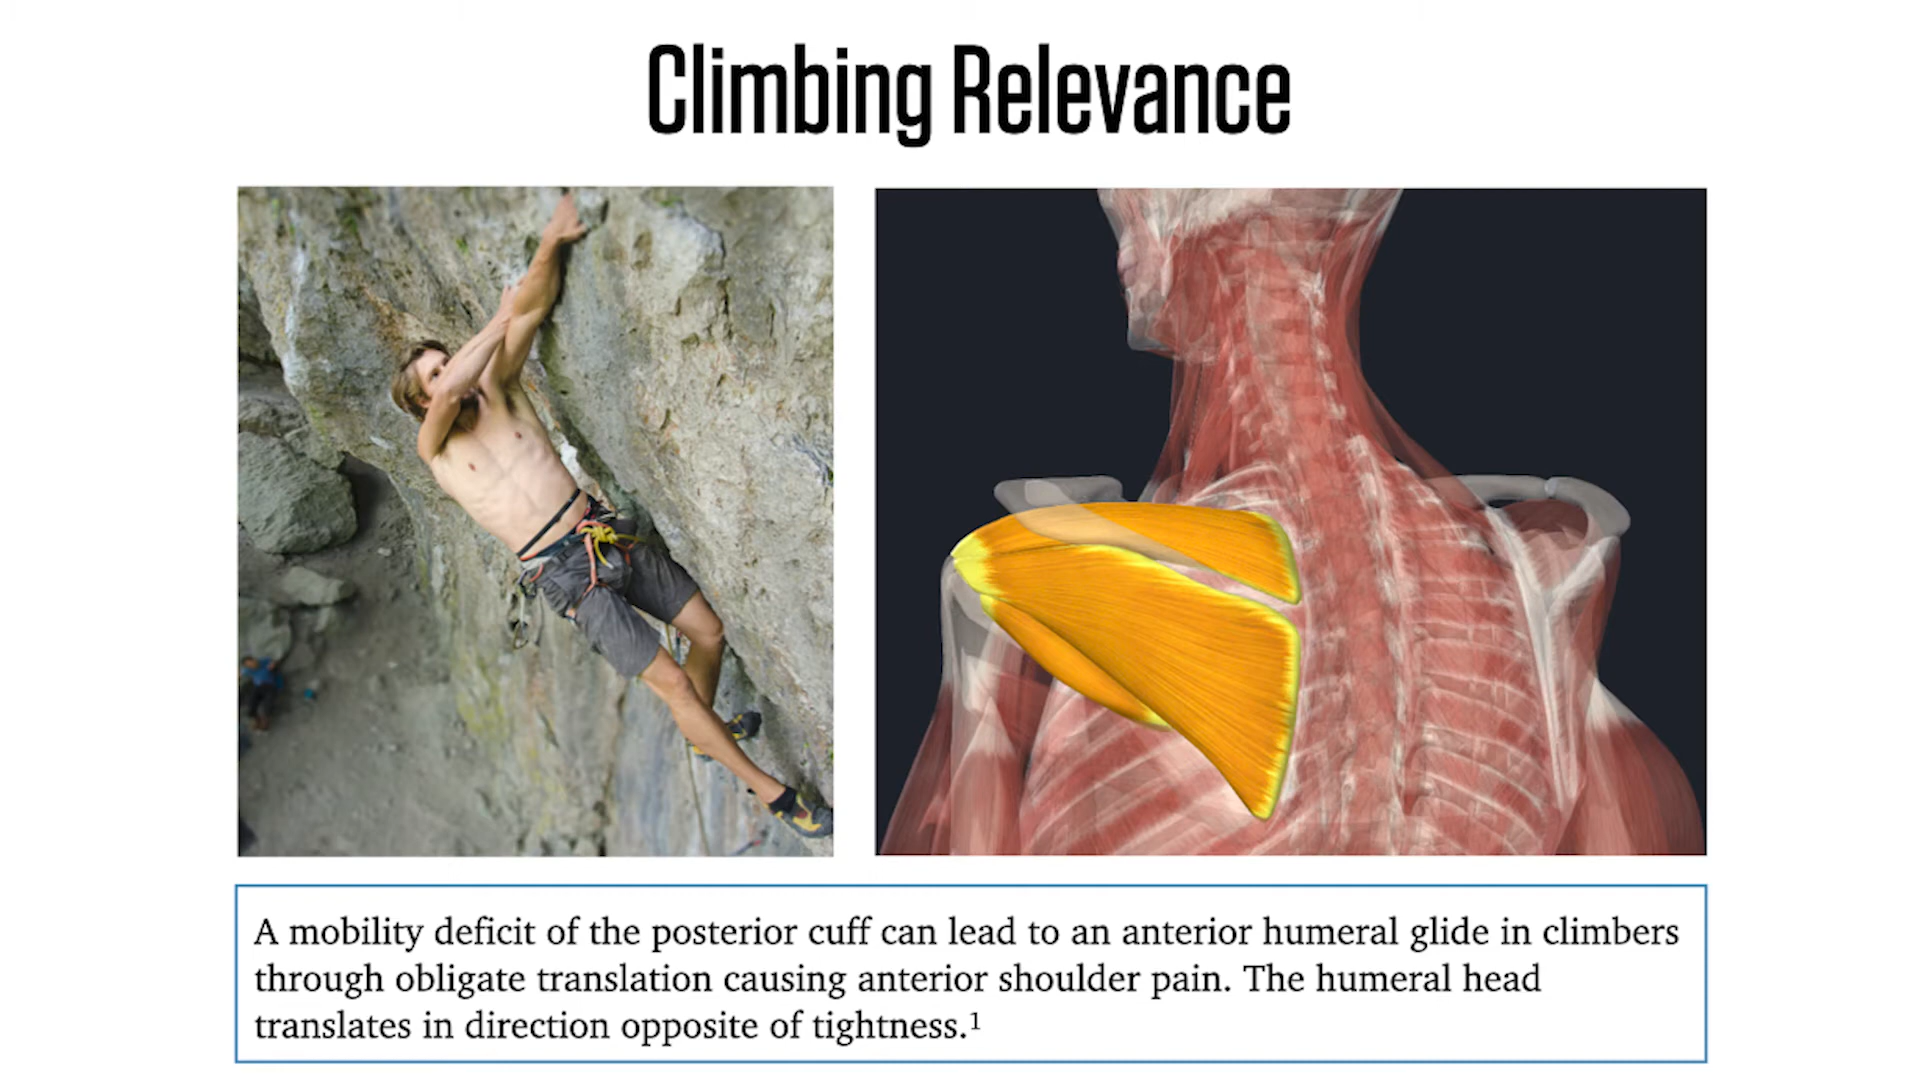 Climbing Relevance
A mobility deficit of the posterior cuff can lead to an anterior humeral glide in climbers
through obligate translation causing anterior shoulder pain. The humeral head
translates in direction opposite of tightness.¹